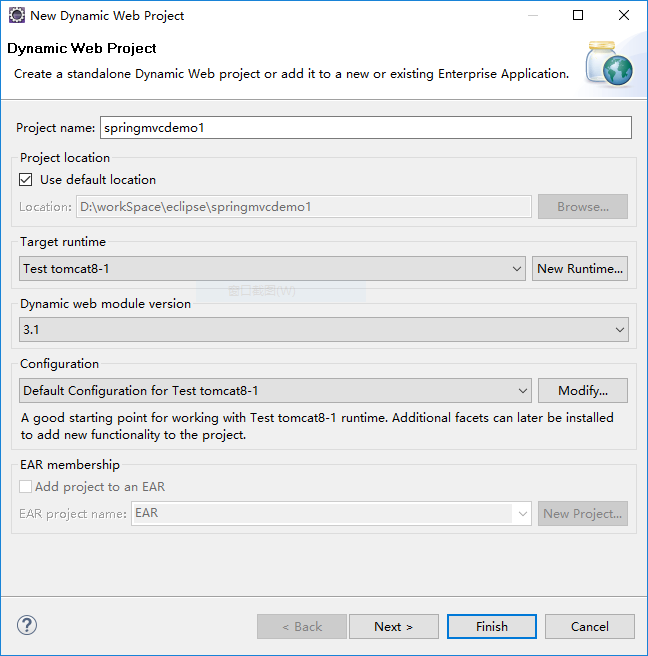 New Dynamic Web Project
Dynamic Web Project
Create a standalone Dynamic Web project or add it to a new or existing Enterprise Application.
Project name: springmvcdemo1
Project location
Use default location
Location: D:\workSpace\eclipse\springmvcdemo1 Browse...
Target runtime
Test tomcat8-1 New Runtime...
窗口截图(W)
Dynamic web module version
3.1
Configuration
Default Configuration for Test tomcat8-1 Modify...
A good starting point for working with Test tomcat8-1 runtime. Additional facets can later be installed
to add new functionality to the project.
EAR membership
Add project to an EAR
EAR project name: EAR New Project...
? < Back Next > Finish Cancel